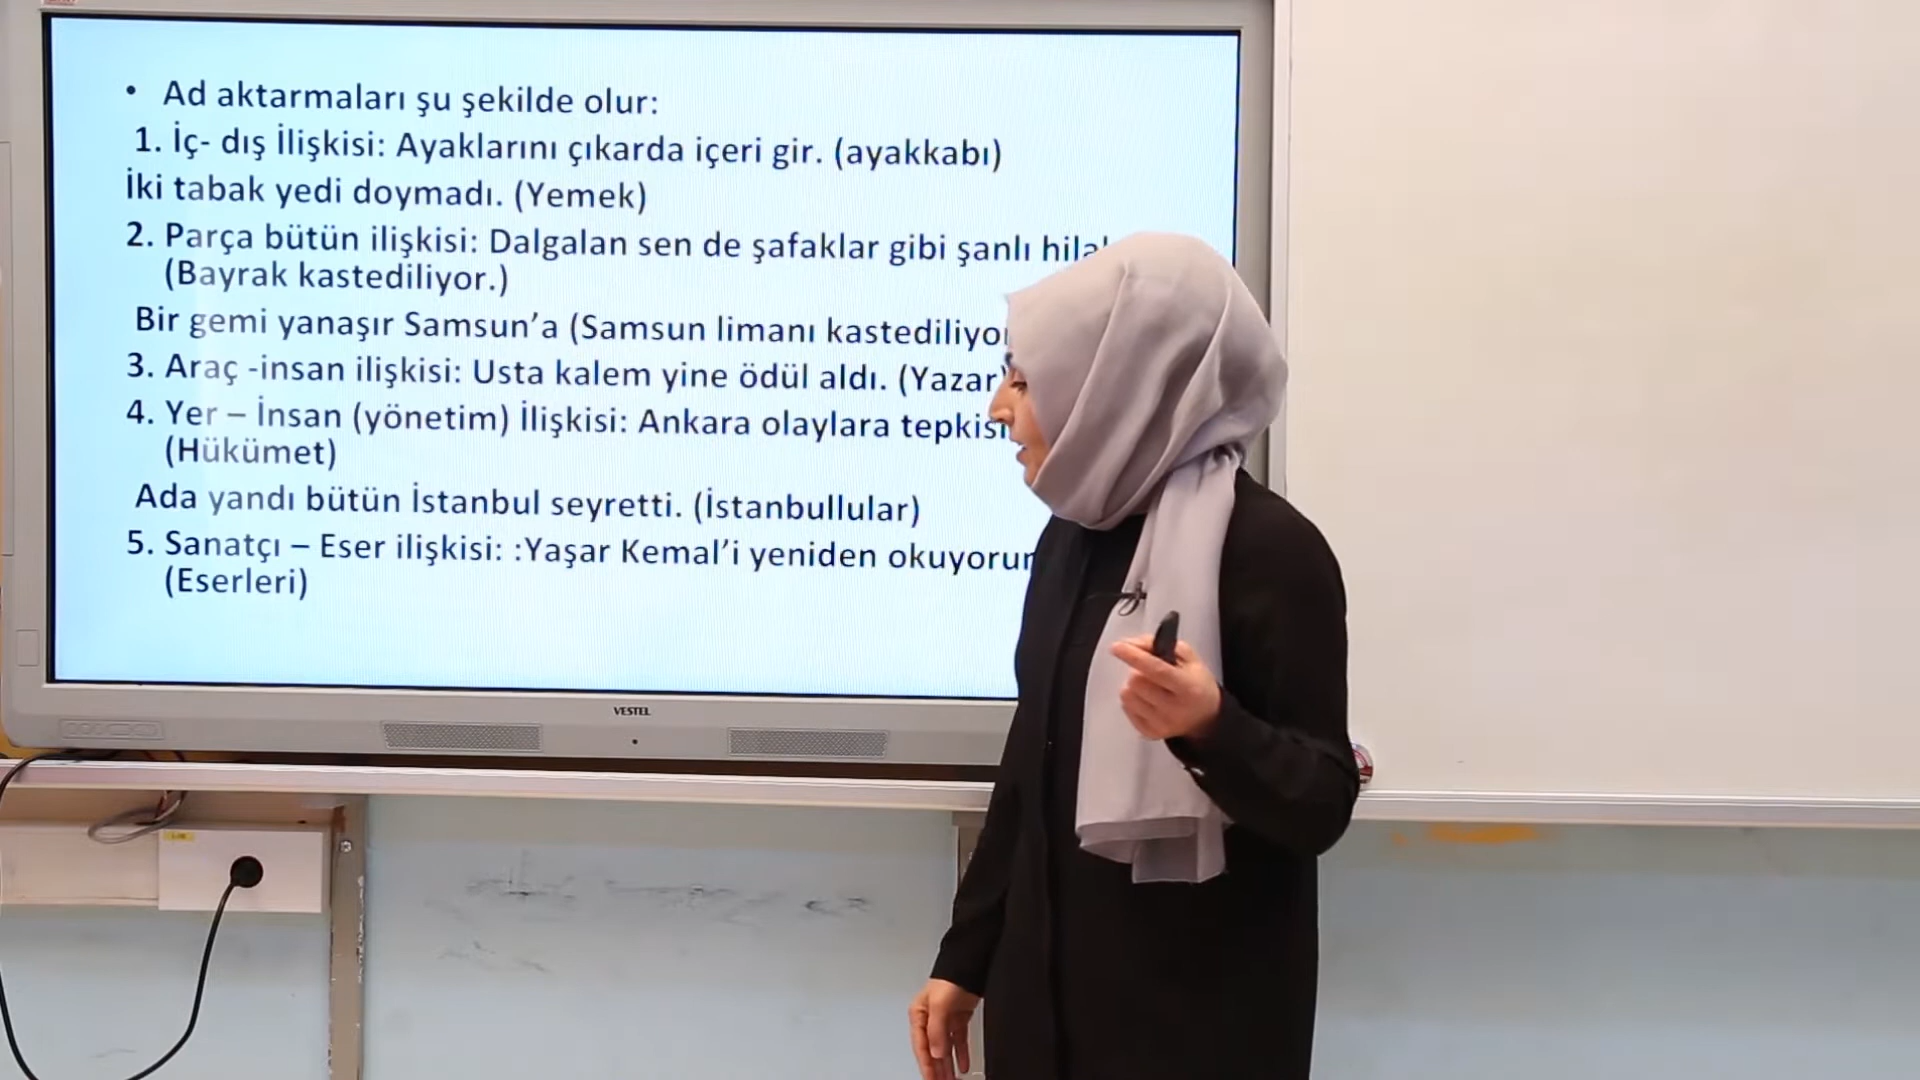 • Ad aktarmaları şu şekilde olur:
1. İç- dış İlişkisi: Ayaklarını çıkarda içeri gir. (ayakkabı)
İki tabak yedi doymadı. (Yemek)
2. Parça bütün ilişkisi: Dalgalan sen de şafaklar gibi şanlı
(Bayrak kastediliyor.)
Bir gemi yanaşır Samsun’a (Samsun limanı
3. Araç -insan ilişkisi: Usta kalem yine ödül aldı. (Yazar)
4. Yer – İnsan (yönetim) İlişkisi: Ankara olaylara
(Hükümet)
Ada yandı bütün İstanbul seyretti. (İstanbullular)
5. Sanatçı – Eser ilişkisi: :Yaşar Kemal’i yeniden
(Eserleri)
VESTEL